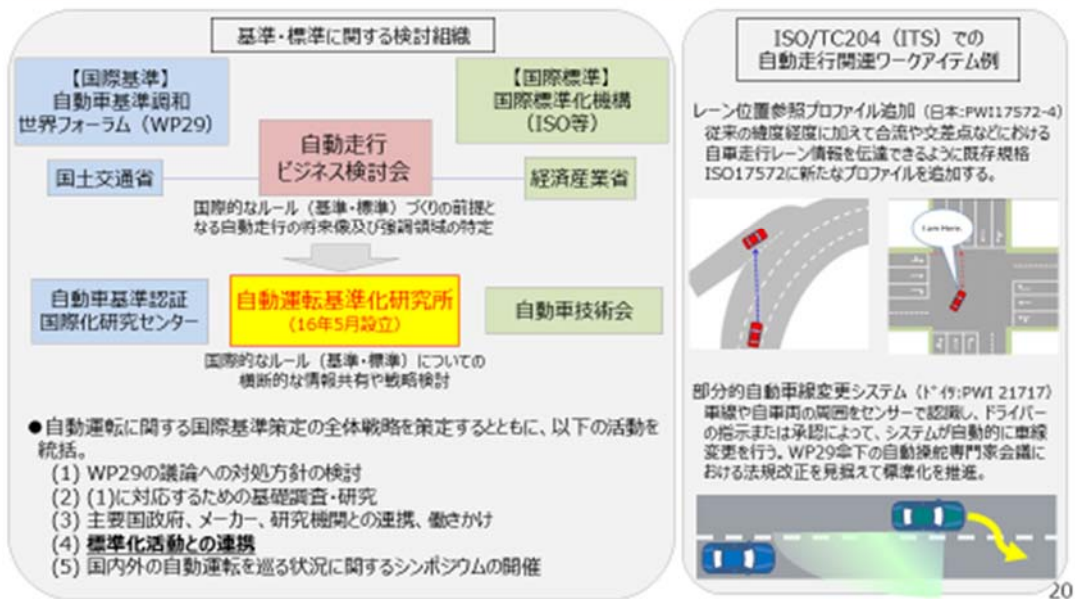 基準・標準に関する検討組織
【国際基準】
自動車基準調和
世界フォーラム（WP29）
【国際標準】
国際標準化機構
（ISO等）
自動走行
ビジネス検討会
国土交通省
経済産業省
国際的なルール（基準・標準）づくりの前提と
なる自動走行の将来像及び強調領域の特定
自動車基準認証
国際化研究センター
自動運転基準化研究所
（16年5月設立）
自動車技術会
国際的なルール（基準・標準）についての
横断的な情報共有や戦略検討
●自動運転に関する国際基準策定の全体戦略を策定するとともに、以下の活動を
統括。
(1) WP29の議論への対処方針の検討
(2) (1)に対応するための基礎調査・研究
(3) 主要国政府、メーカー、研究機関との連携、働きかけ
(4) 標準化活動との連携
(5) 国内外の自動運転を巡る状況に関するシンポジウムの開催
ISO/TC204（ITS）での
自動走行関連ワークアイテム例
レーン位置参照プロファイル追加（日本:PWI17572-4）
従来の緯度経度に加えて合流や交差点などにおける
自車走行レーン情報を伝達できるように既存規格
ISO17572に新たなプロファイルを追加する。
I am Here.
部分的自動車線変更システム（ﾄﾞｲﾂ:PWI 21717）
車線や自車両の周囲をセンサーで認識し、ドライバー
の指示または承認によって、システムが自動的に車線
変更を行う。WP29傘下の自動操舵専門家会議に
おける法規改正を見据えて標準化を推進。
20